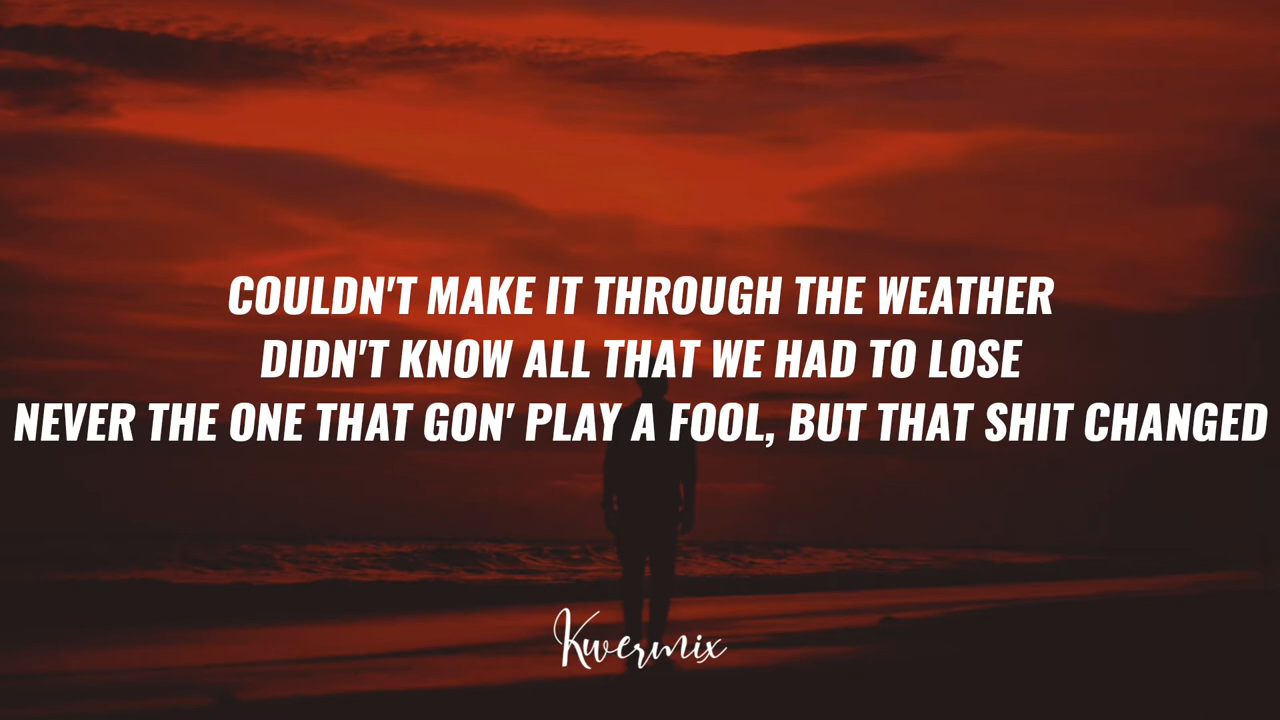 COULDN'T MAKE IT THROUGH THE WEATHER
DIDN'T KNOW ALL THAT WE HAD TO LOSE
NEVER THE ONE THAT GON' PLAY A FOOL, BUT THAT SHIT CHANGED
Kwermix